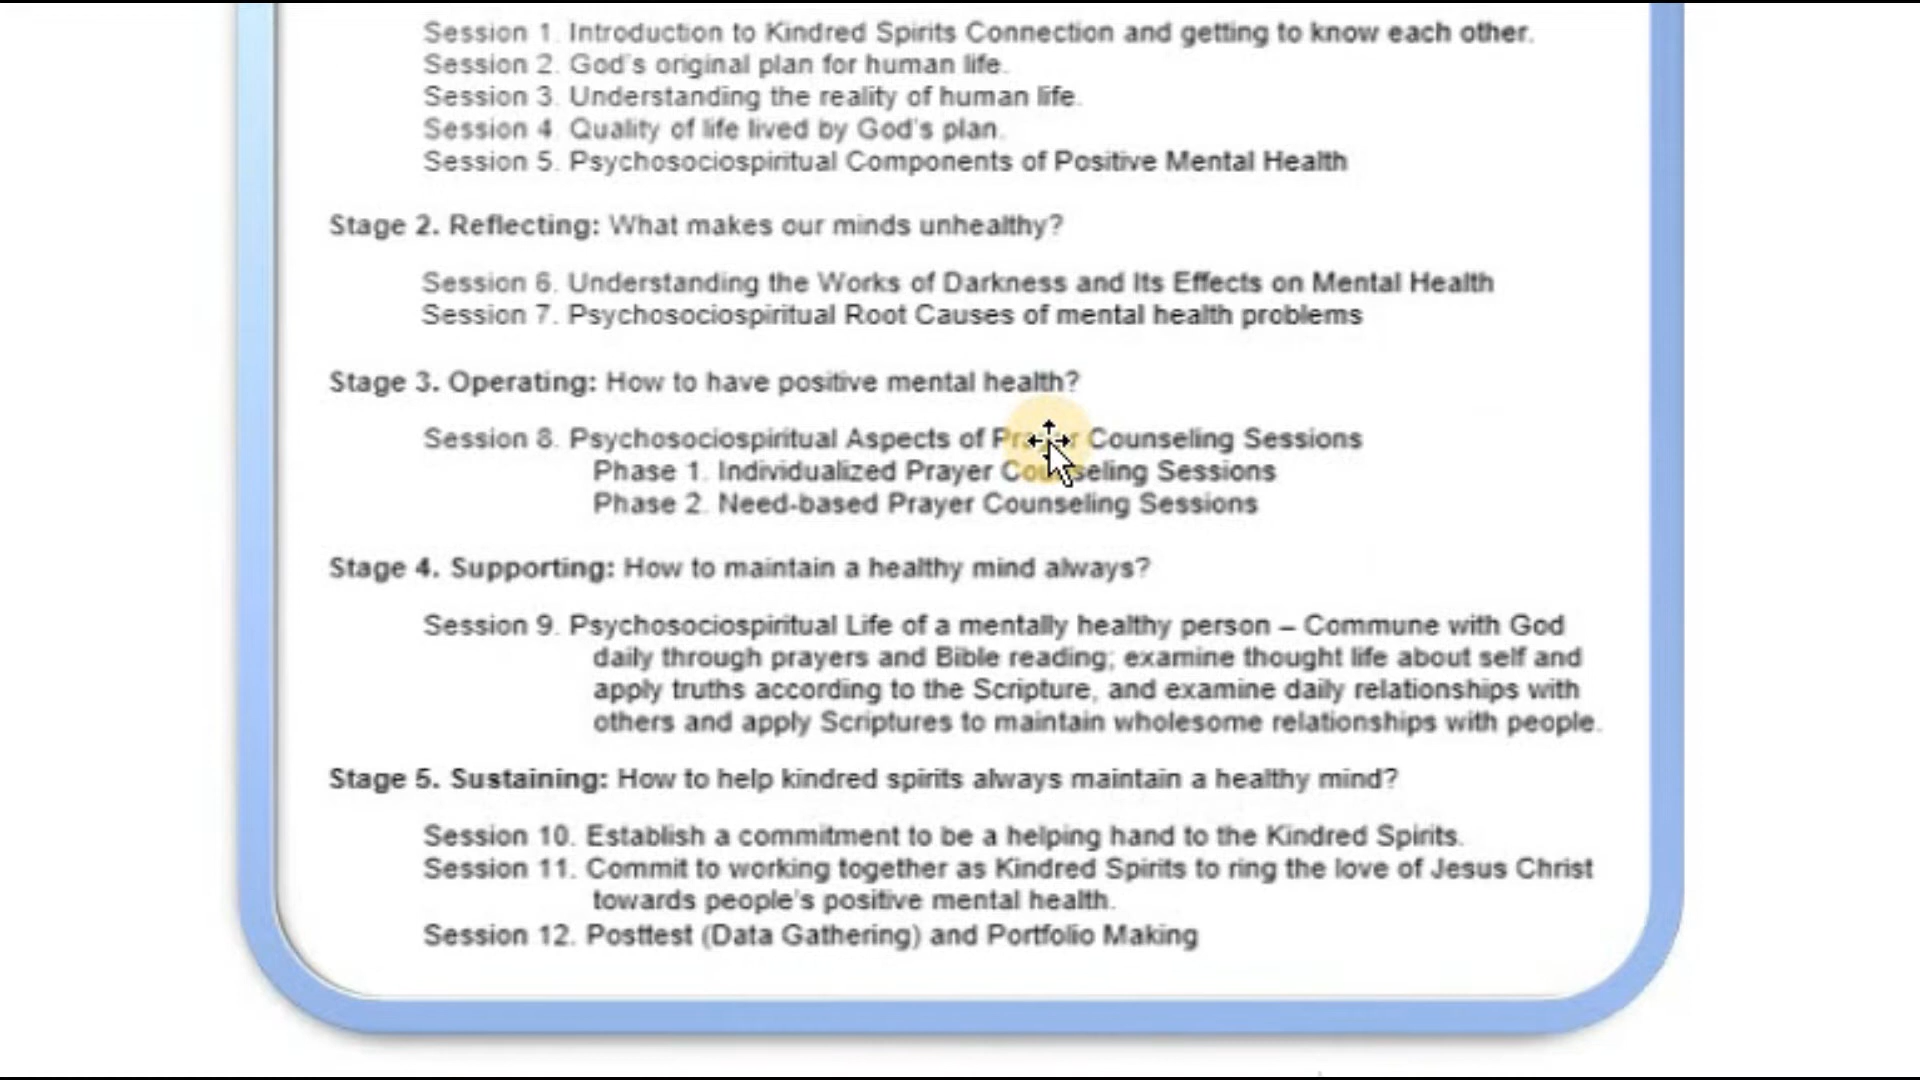 Session 1. Introduction to Kindred Spirits Connection and getting to know each other.
Session 2. God's original plan for human life.
Session 3. Understanding the reality of human life.
Session 4. Quality of life lived by God's plan.
Session 5. Psychosociospiritual Components of Positive Mental Health
Stage 2. Reflecting: What makes our minds unhealthy?
Session 6. Understanding the Works of Darkness and Its Effects on Mental Health
Session 7. Psychosociospiritual Root Causes of mental health problems
Stage 3. Operating: How to have positive mental health?
Session 8. Psychosociospiritual Aspects of Prayer Counseling Sessions
Phase 1. Individualized Prayer Counseling Sessions
Phase 2. Need-based Prayer Counseling Sessions
Stage 4. Supporting: How to maintain a healthy mind always?
Session 9. Psychosociospiritual Life of a mentally healthy person – Commune with God
daily through prayers and Bible reading; examine thought life about self and
apply truths according to the Scripture, and examine daily relationships with
others and apply Scriptures to maintain wholesome relationships with people.
Stage 5. Sustaining: How to help kindred spirits always maintain a healthy mind?
Session 10. Establish a commitment to be a helping hand to the Kindred Spirits.
Session 11. Commit to working together as Kindred Spirits to ring the love of Jesus Christ
towards people's positive mental health.
Session 12. Posttest (Data Gathering) and Portfolio Making